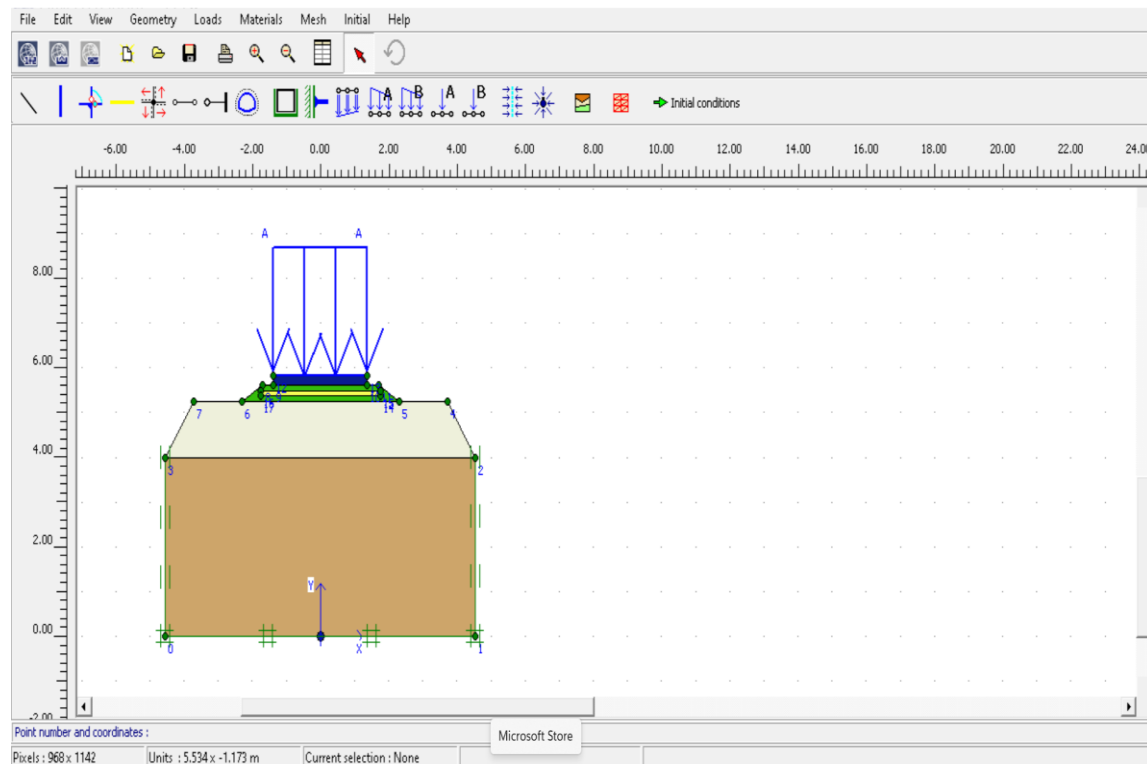 File Edit View Geometry Loads Materials Mesh Initial Help
A B A B Initial conditions
-6.00 -4.00 -2.00 0.00 2.00 4.00 6.00 8.00 10.00 12.00 14.00 16.00 18.00 20.00 22.00 24.0
A A
8.00
6.00
7 6 5 4
4.00
3 2
2.00
Y
0.00
X
0 1
-2.00
Point number and coordinates :
Microsoft Store
Pixels : 968 x 1142 Units : 5.534 x -1.173 m Current selection : None